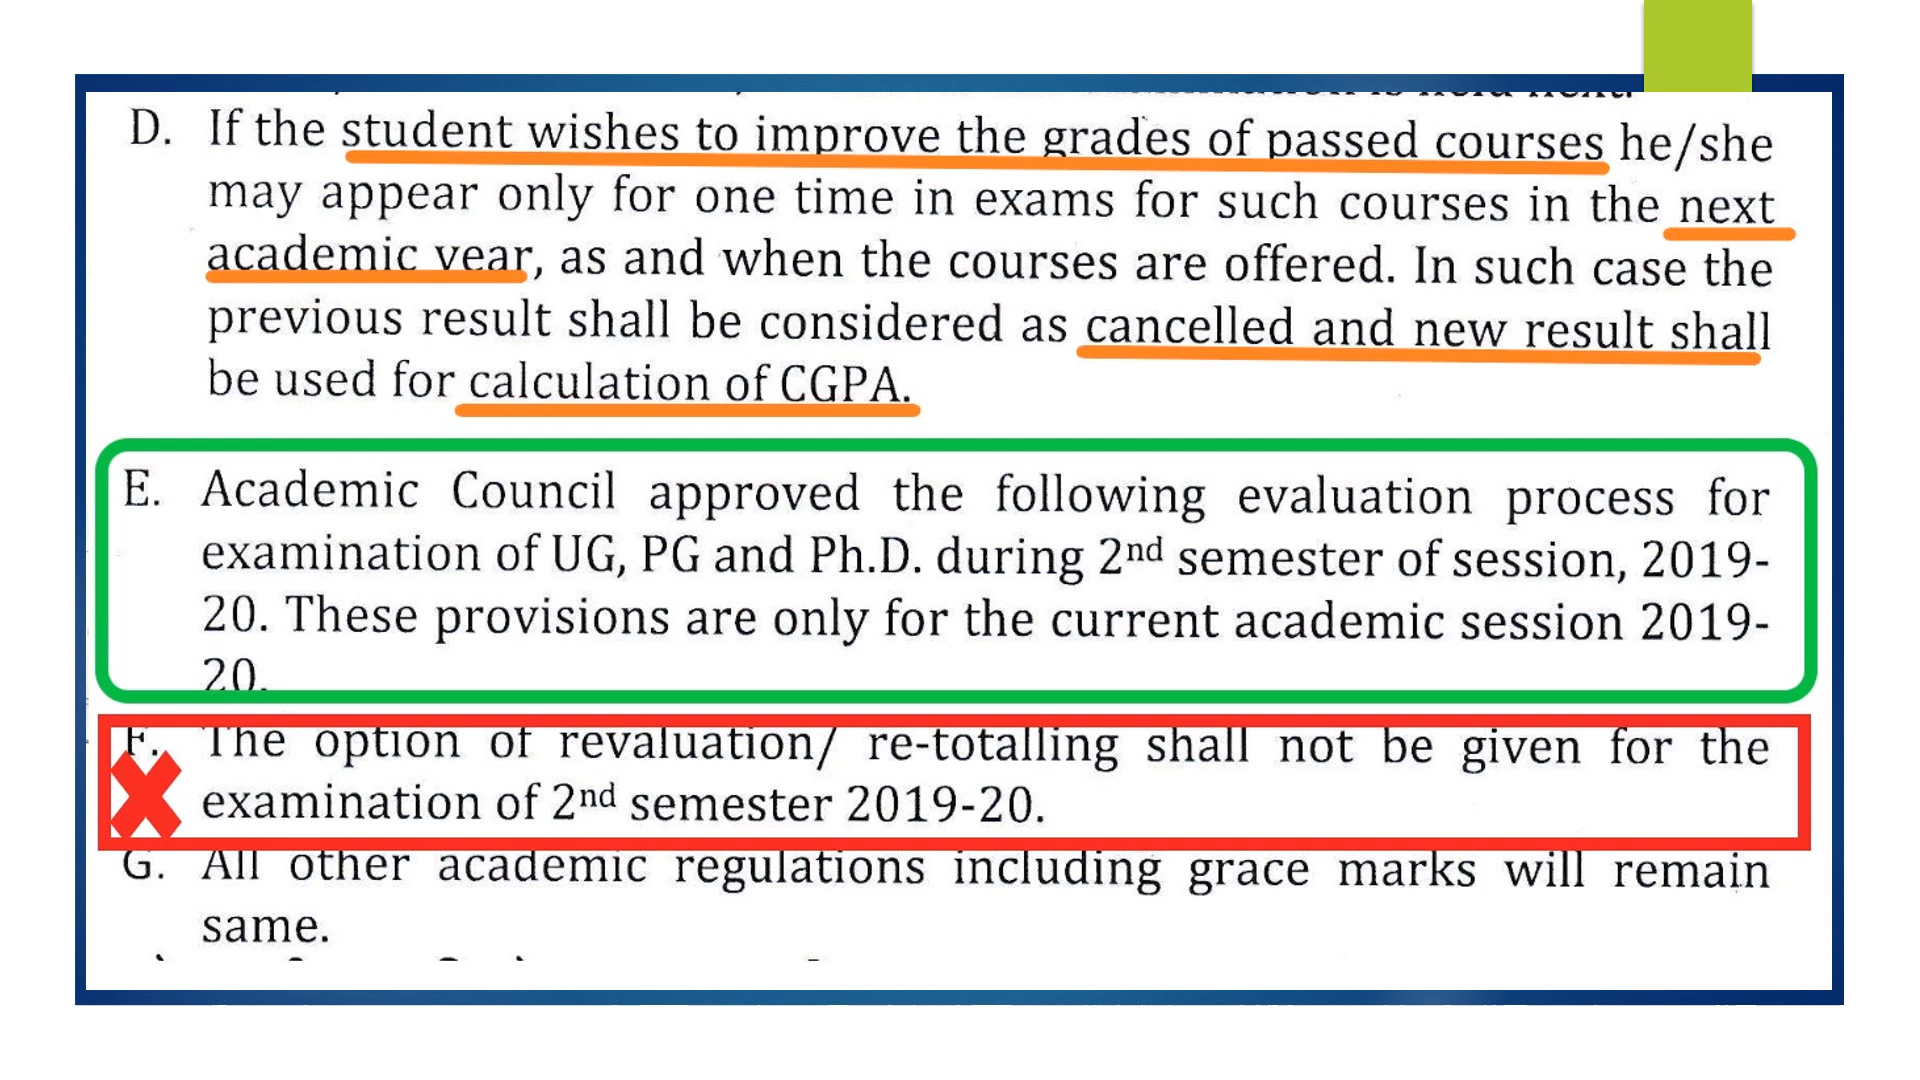 D. If the student wishes to improve the grades of passed courses he/she
may appear only for one time in exams for such courses in the next
academic year, as and when the courses are offered. In such case the
previous result shall be considered as cancelled and new result shall
be used for calculation of CGPA.
E. Academic Council approved the following evaluation process for
examination of UG, PG and Ph.D. during 2nd semester of session, 2019-
20. These provisions are only for the current academic session 2019-
20.
F. The option of revaluation/ re-totalling shall not be given for the
examination of 2nd semester 2019-20.
G. All other academic regulations including grace marks will remain
same.